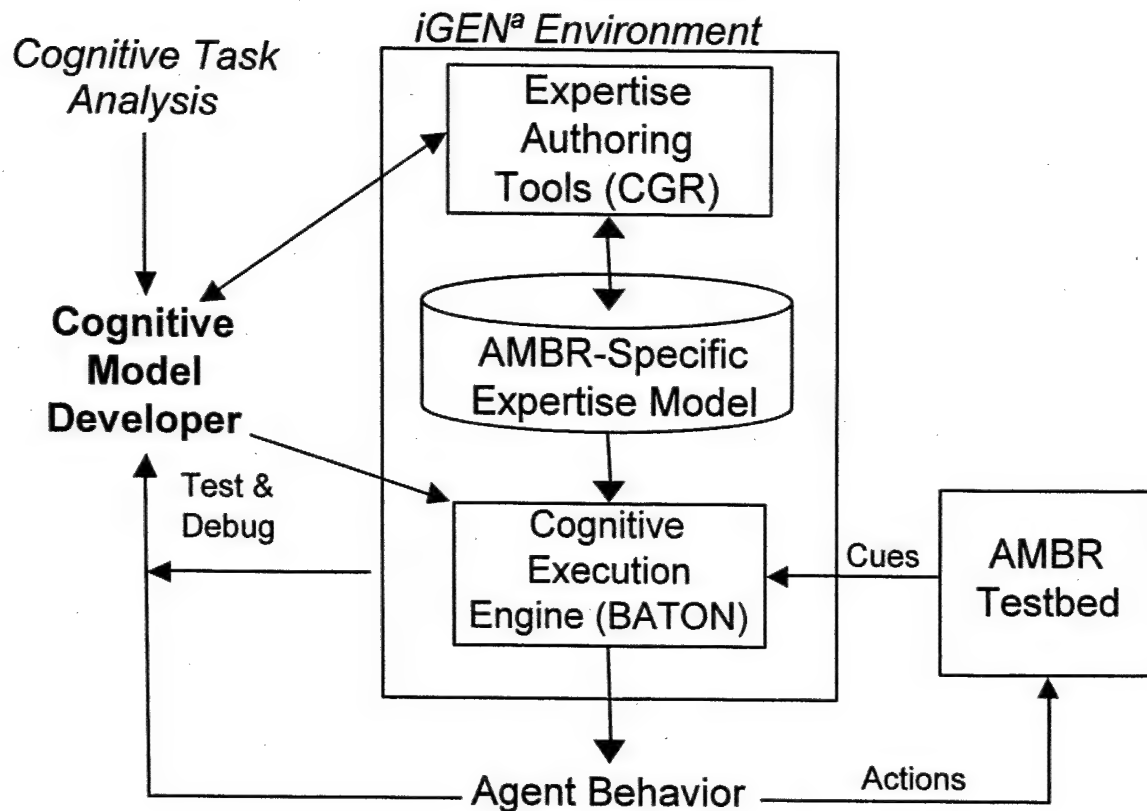 iGENª Environment
Cognitive Task
Analysis
Expertise
Authoring
Tools (CGR)
Cognitive
Model
Developer
AMBR-Specific
Expertise Model
Test &
Debug
Cognitive
Execution
Engine (BATON)
Cues
AMBR
Testbed
Agent Behavior
Actions